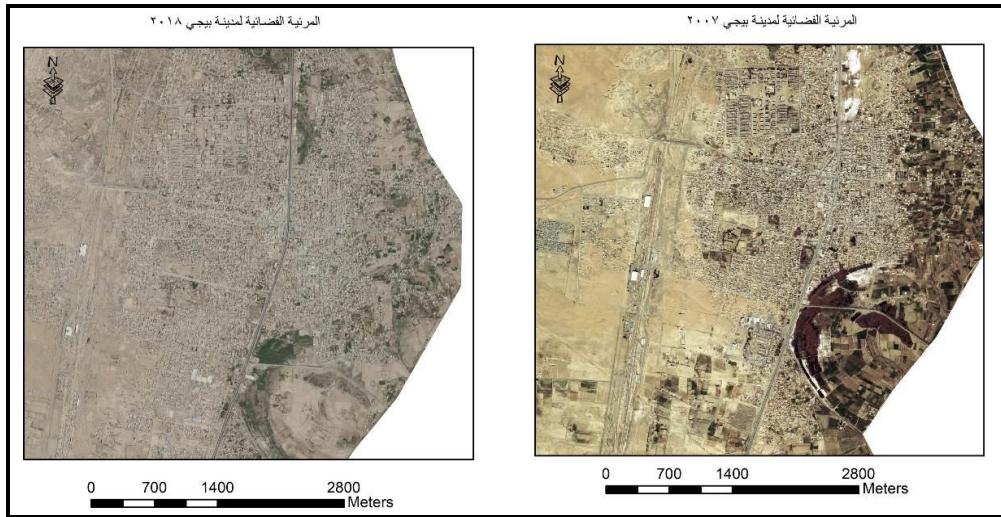 المرئية الفضائية لمدينة بيجي ٢٠٠٧
المرئية الفضائية لمدينة بيجي ٢٠١٨
N
N
0 700 1400 2800
Meters
0 700 1400 2800
Meters